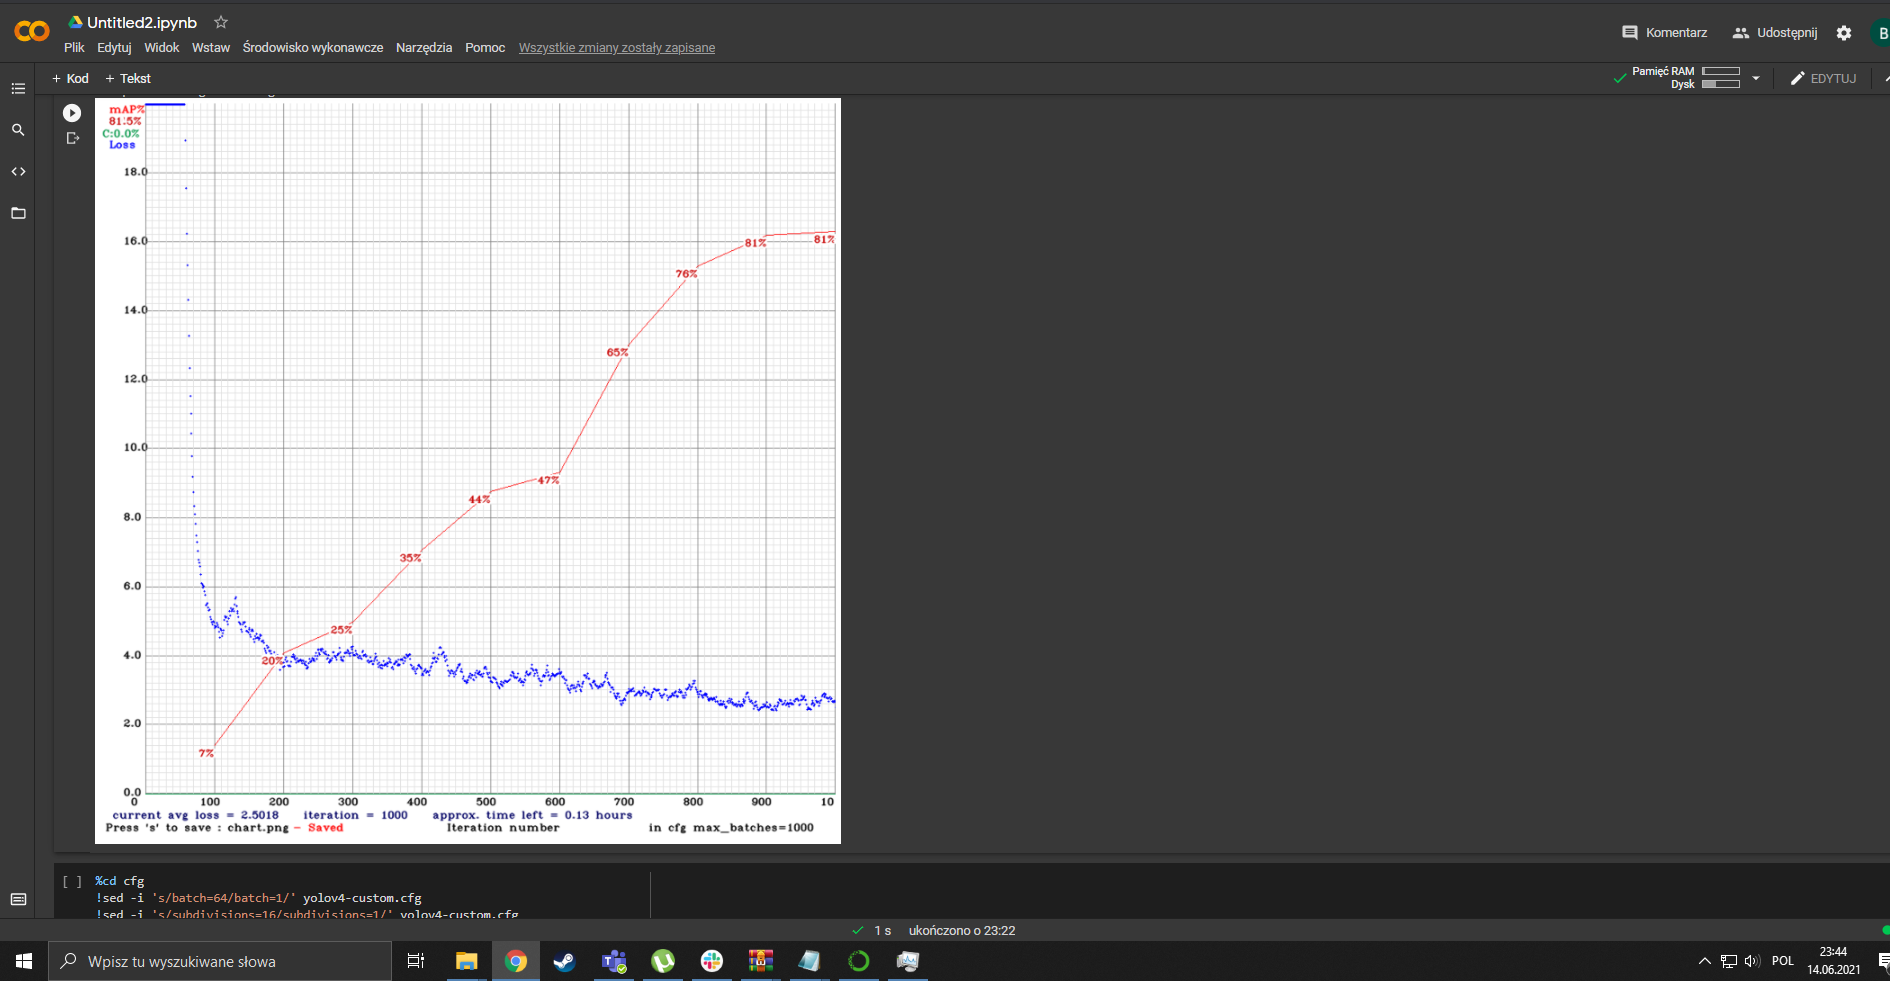 Untitled2.ipynb
Plik Edytuj Widok Wstaw Środowisko wykonawcze Narzędzia Pomoc Wszystkie zmiany zostały zapisane
Komentarz Udostępnij B
+ Kod + Tekst
Pamięć RAM
Dysk
EDYTUJ
mAP%
81.5%
C:0.0%
Loss
18.0
16.0
14.0
12.0
10.0
8.0
6.0
4.0
2.0
0.0
7%
20%
25%
35%
44%
47%
65%
76%
81%
81%
0 100 200 300 400 500 600 700 800 900 10
current avg loss = 2.5018 iteration = 1000 approx. time left = 0.13 hours
Press 's' to save : chart.png - Saved Iteration number in cfg max_batches=1000
[ ] %cd cfg
!sed -i 's/batch=64/batch=1/' yolov4-custom.cfg
!sed -i 's/subdivisions=16/subdivisions=1/' yolov4-custom.cfg
1 s ukończono o 23:22
Wpisz tu wyszukiwane słowa
POL
23:44
14.06.2021